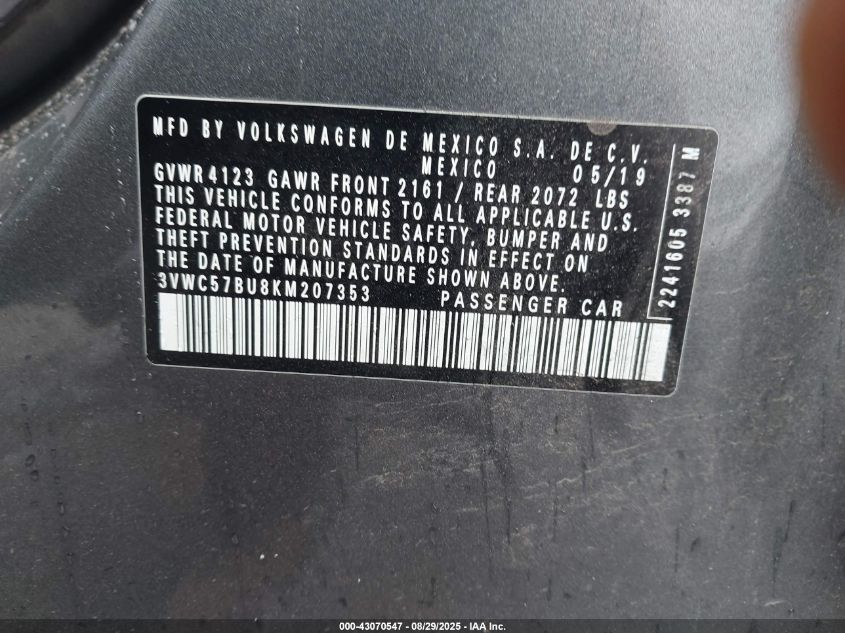 MFD BY VOLKSWAGEN DE MEXICO S.A. DE C.V.
MEXICO 05/19
GVWR 4123 GAWR FRONT 2161 / REAR 2072 LBS
THIS VEHICLE CONFORMS TO ALL APPLICABLE U.S.
FEDERAL MOTOR VEHICLE SAFETY, BUMPER AND
THEFT PREVENTION STANDARDS IN EFFECT ON
THE DATE OF MANUFACTURE SHOWN ABOVE.
3VWC57BU8KM207353 PASSENGER CAR
2241605 3387 M
000-43070547 - 08/29/2025 - IAA Inc.